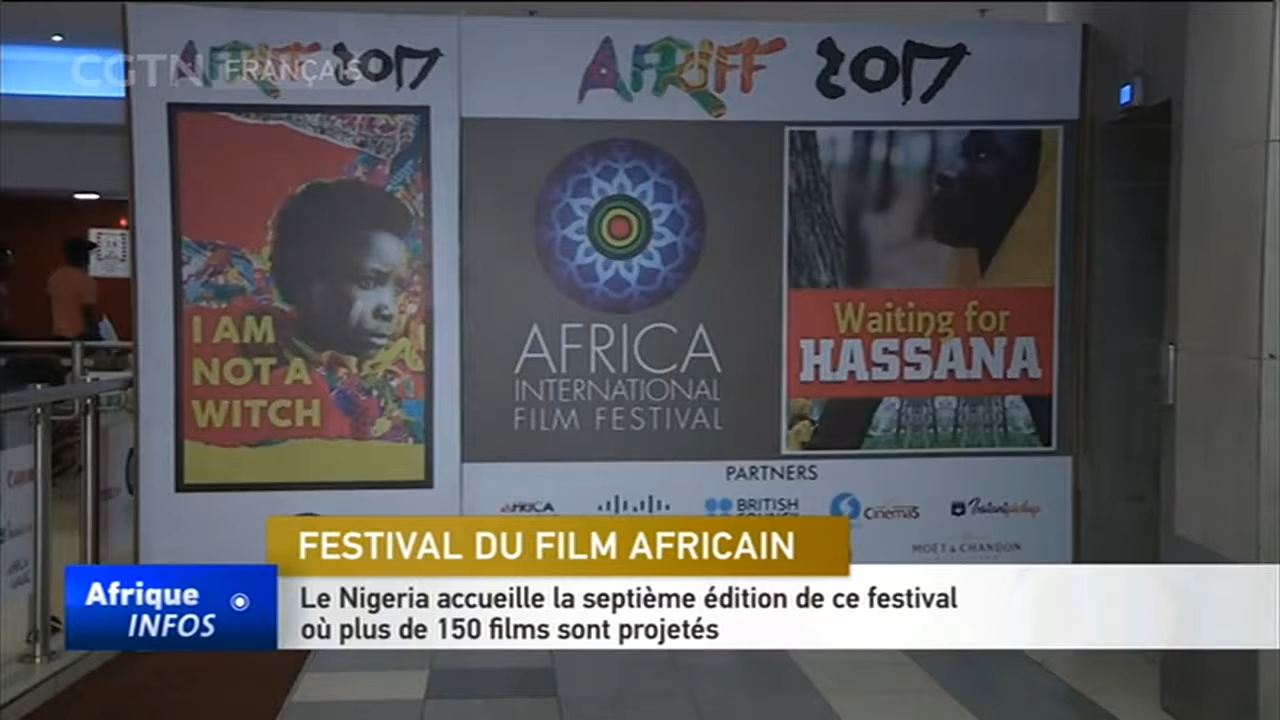 CGTN FRANÇAIS
AFRIFF 2017
AFRIFF 2017
I AM
NOT A
WITCH
AFRICA
INTERNATIONAL
FILM FESTIVAL
Waiting for
HASSANA
PARTNERS
AFRICA
BRITISH
COUNCIL
CinemaS
MOËT & CHANDON
FESTIVAL DU FILM AFRICAIN
Afrique
INFOS
Le Nigeria accueille la septième édition de ce festival
où plus de 150 films sont projetés